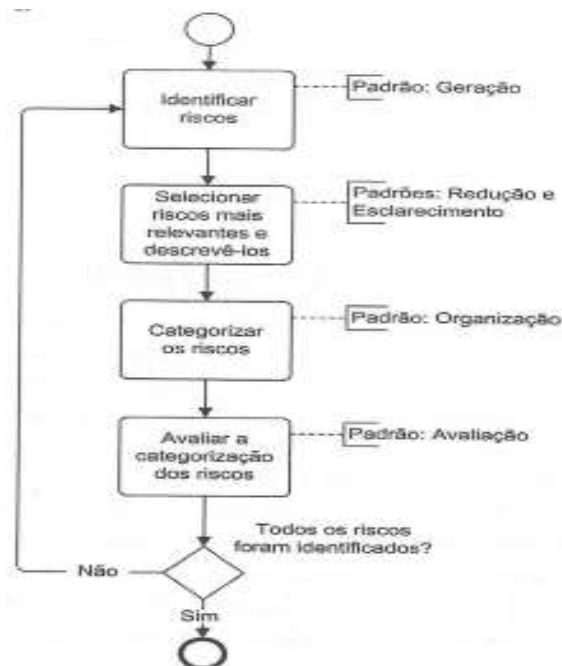 Identificar
riscos
Padrão: Geração
Selecionar
riscos mais
relevantes e
descrevê-los
Padrões: Redução e
Esclarecimento
Categorizar
os riscos
Padrão: Organização
Avaliar a
categorização
dos riscos
Padrão: Avaliação
Todos os riscos
foram identificados?
Não
Sim